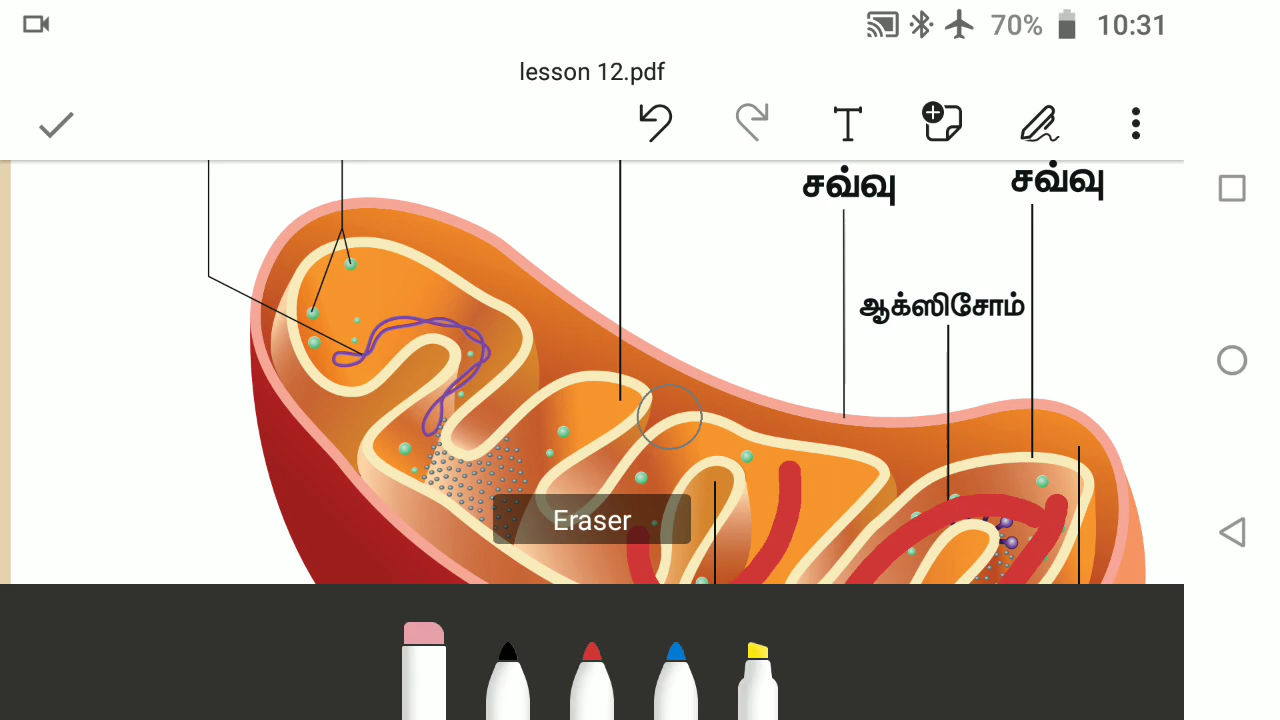 70% 10:31
lesson 12.pdf
சவ்வு சவ்வு
ஆக்ஸிசோம்
Eraser